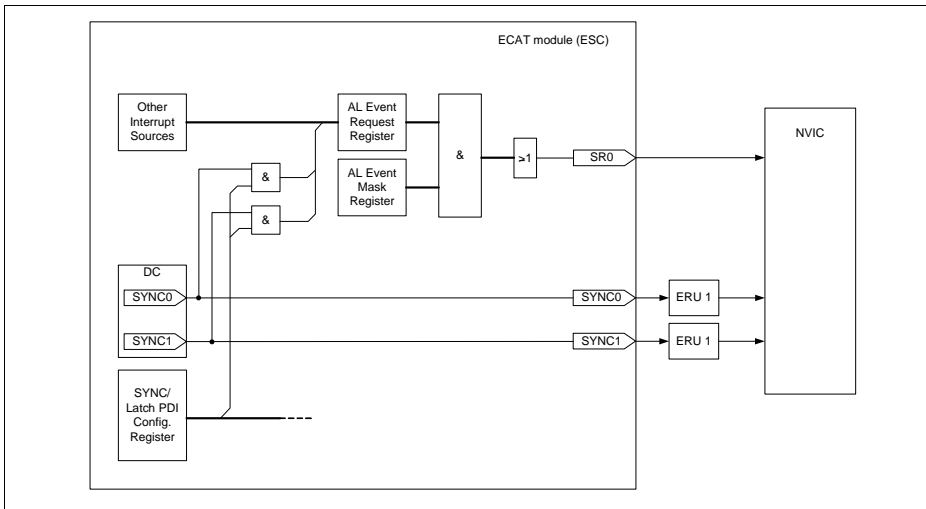 ECAT module (ESC)
Other
Interrupt
Sources
AL Event
Request
Register
AL Event
Mask
Register
&
&
&
≥1
SR0
NVIC
DC
SYNC0
SYNC1
SYNC0
SYNC1
ERU 1
ERU 1
SYNC/
Latch PDI
Config.
Register